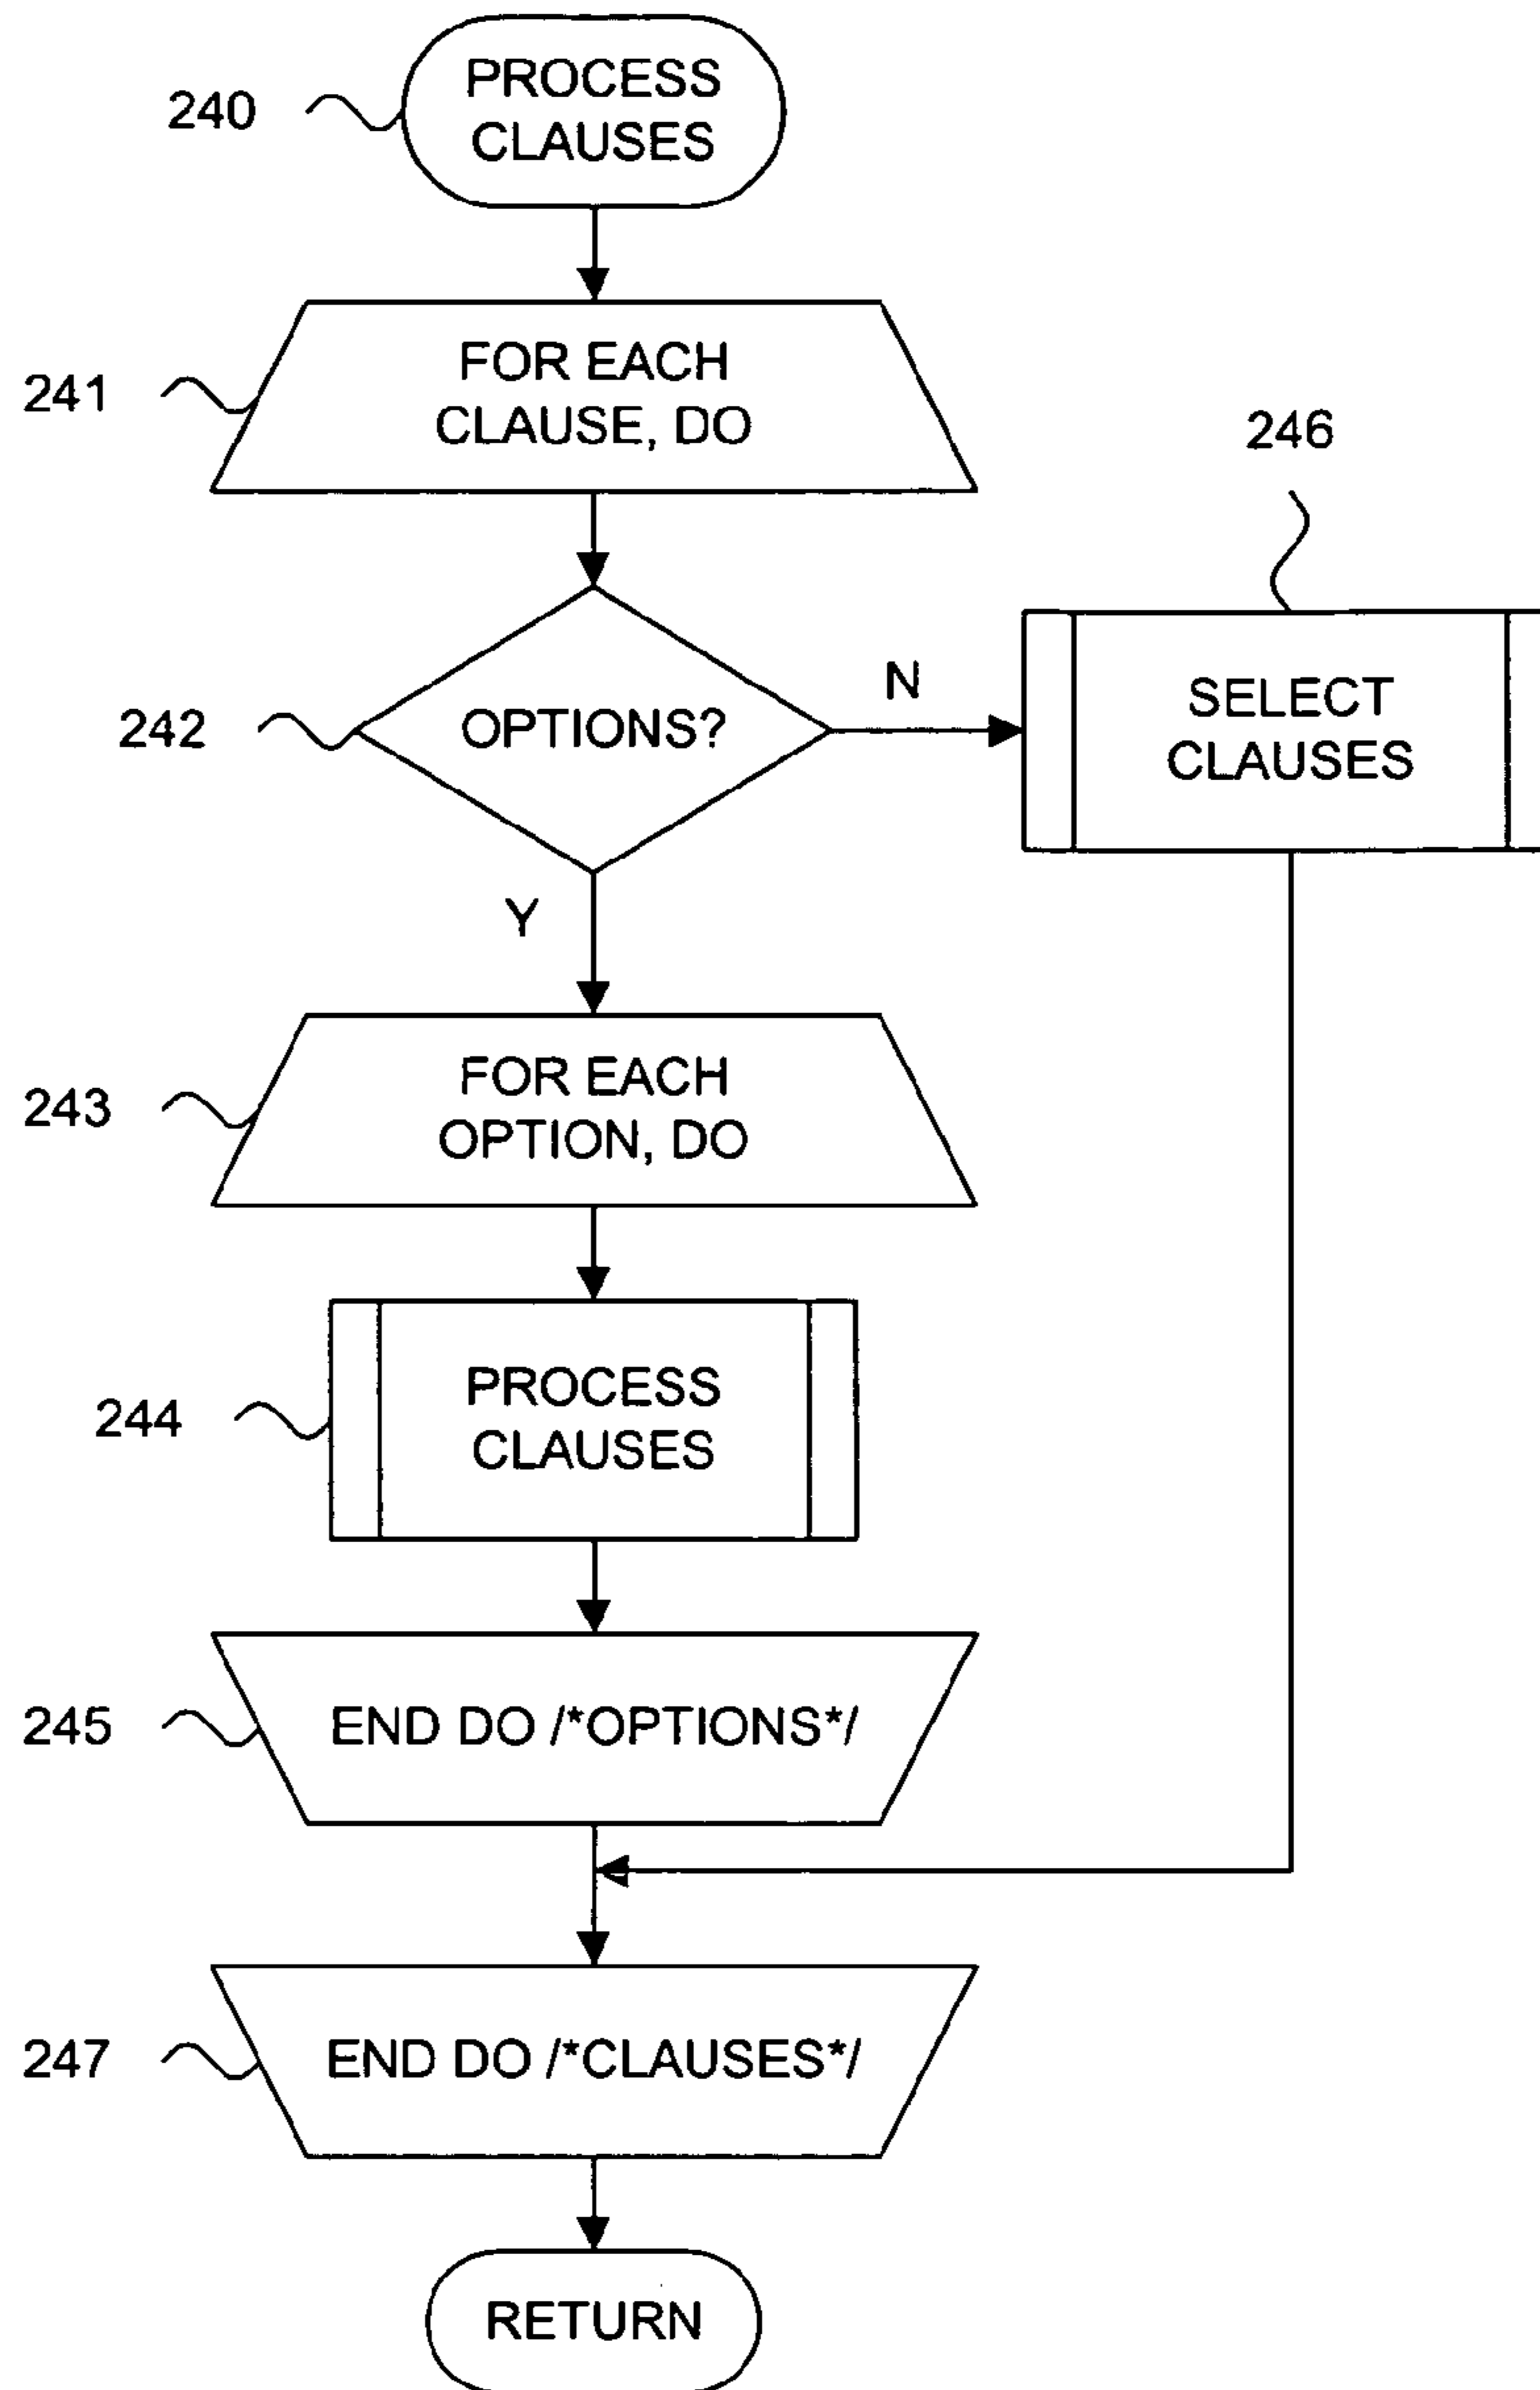 PROCESS
CLAUSES
240
FOR EACH
CLAUSE, DO
241
246
OPTIONS?
242
N
SELECT
CLAUSES
Y
FOR EACH
OPTION, DO
243
PROCESS
CLAUSES
244
END DO /*OPTIONS*/
245
END DO /*CLAUSES*/
247
RETURN